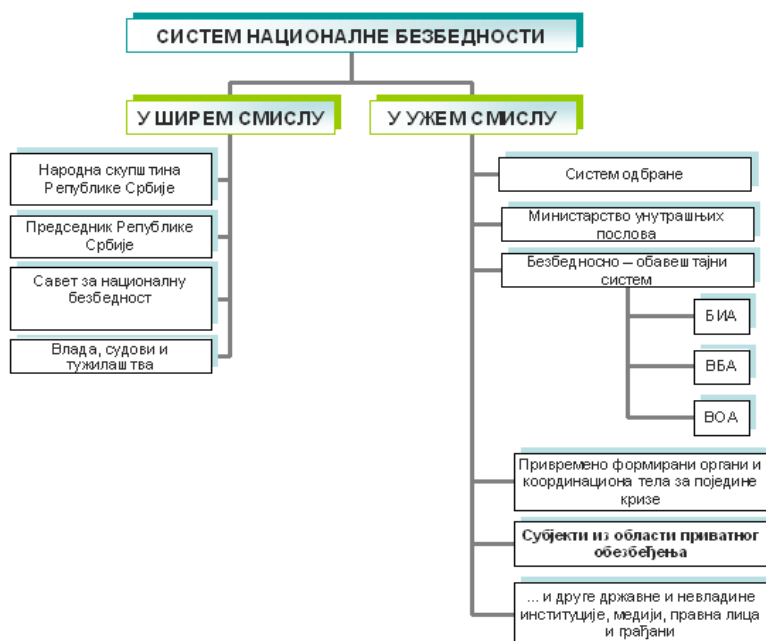 СИСТЕМ НАЦИОНАЛНЕ БЕЗБЕДНОСТИ
У ШИРЕМ СМИСЛУ
Народна скупштина
Републике Србије
Председник Републике
Србије
Савет за националну
безбедност
Влада, судови и
тужилаштва
У УЖЕМ СМИСЛУ
Систем одбране
Министарство унутрашњих
послова
Безбедносно – обавештајни
систем
БИА
ВБА
ВОА
Привремено формирани органи и
координациона тела за поједине
кризе
Субјекти из области приватног
обезбеђења
... и друге државне и невладине
институције, медији, правна лица
и грађани